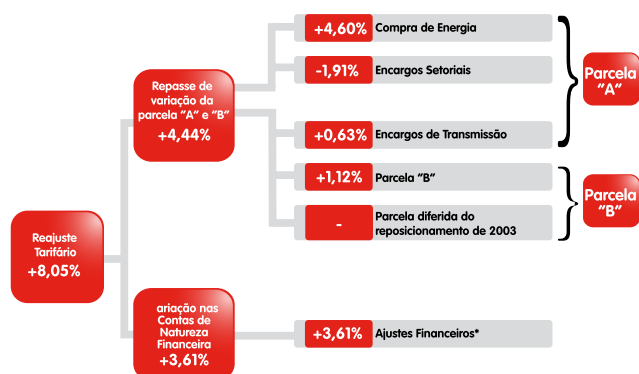 +4,60% Compra de Energia
-1,91% Encargos Setoriais
Repasse de
variação da
parcela "A" e "B"
+4,44%
Parcela
"A"
+0,63% Encargos de Transmissão
+1,12% Parcela "B"
- Parcela diferida do
reposicionamento de 2003
Parcela
"B"
Reajuste
Tarifário
+8,05%
ariação nas
Contas de
Natureza
Financeira
+3,61%
+3,61% Ajustes Financeiros*